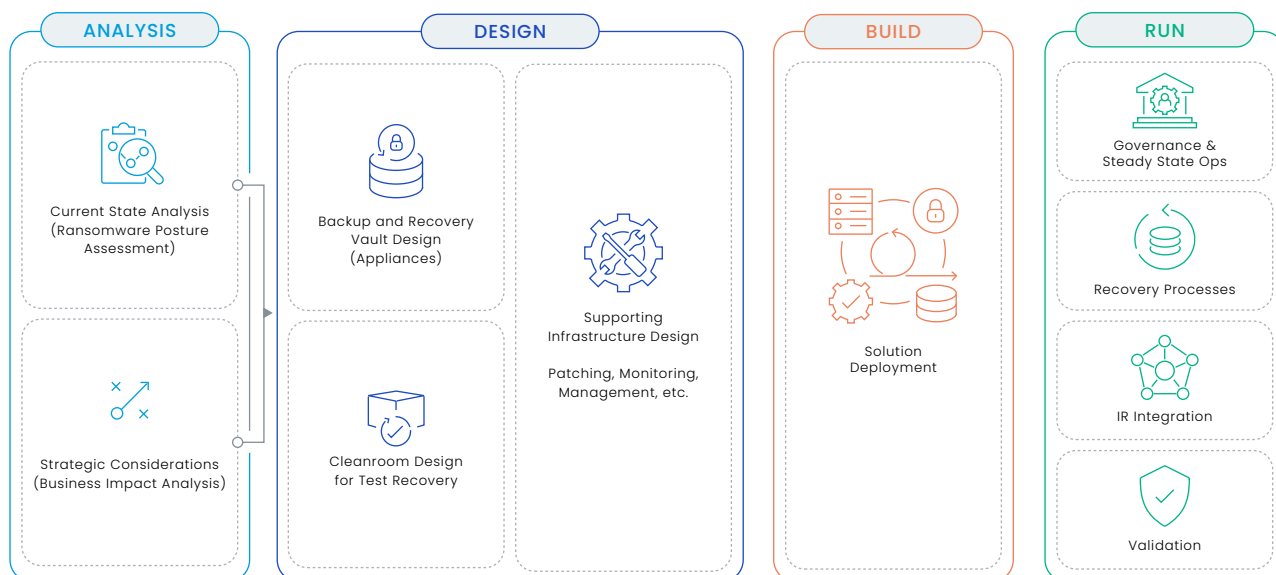 ANALYSIS
Current State Analysis
(Ransomware Posture
Assessment)
Strategic Considerations
(Business Impact Analysis)
DESIGN
Backup and Recovery
Vault Design
(Appliances)
Cleanroom Design
for Test Recovery
Supporting
Infrastructure Design
Patching, Monitoring,
Management, etc.
BUILD
Solution
Deployment
RUN
Governance &
Steady State Ops
Recovery Processes
IR Integration
Validation